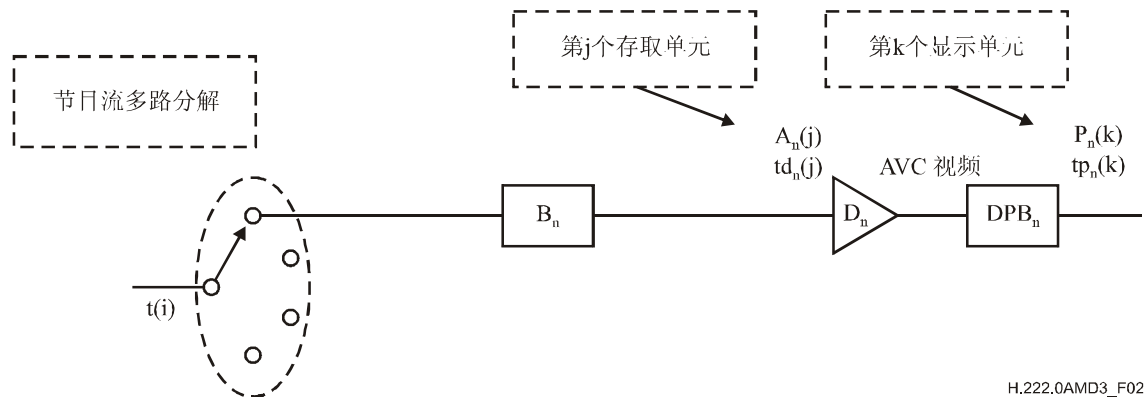 第j个存取单元
第k个显示单元
节目流多路分解
Aₙ(j)
tdₙ(j)
AVC 视频
Pₙ(k)
tpₙ(k)
Bₙ
Dₙ
DPBₙ
t(i)
H.222.0AMD3_F02